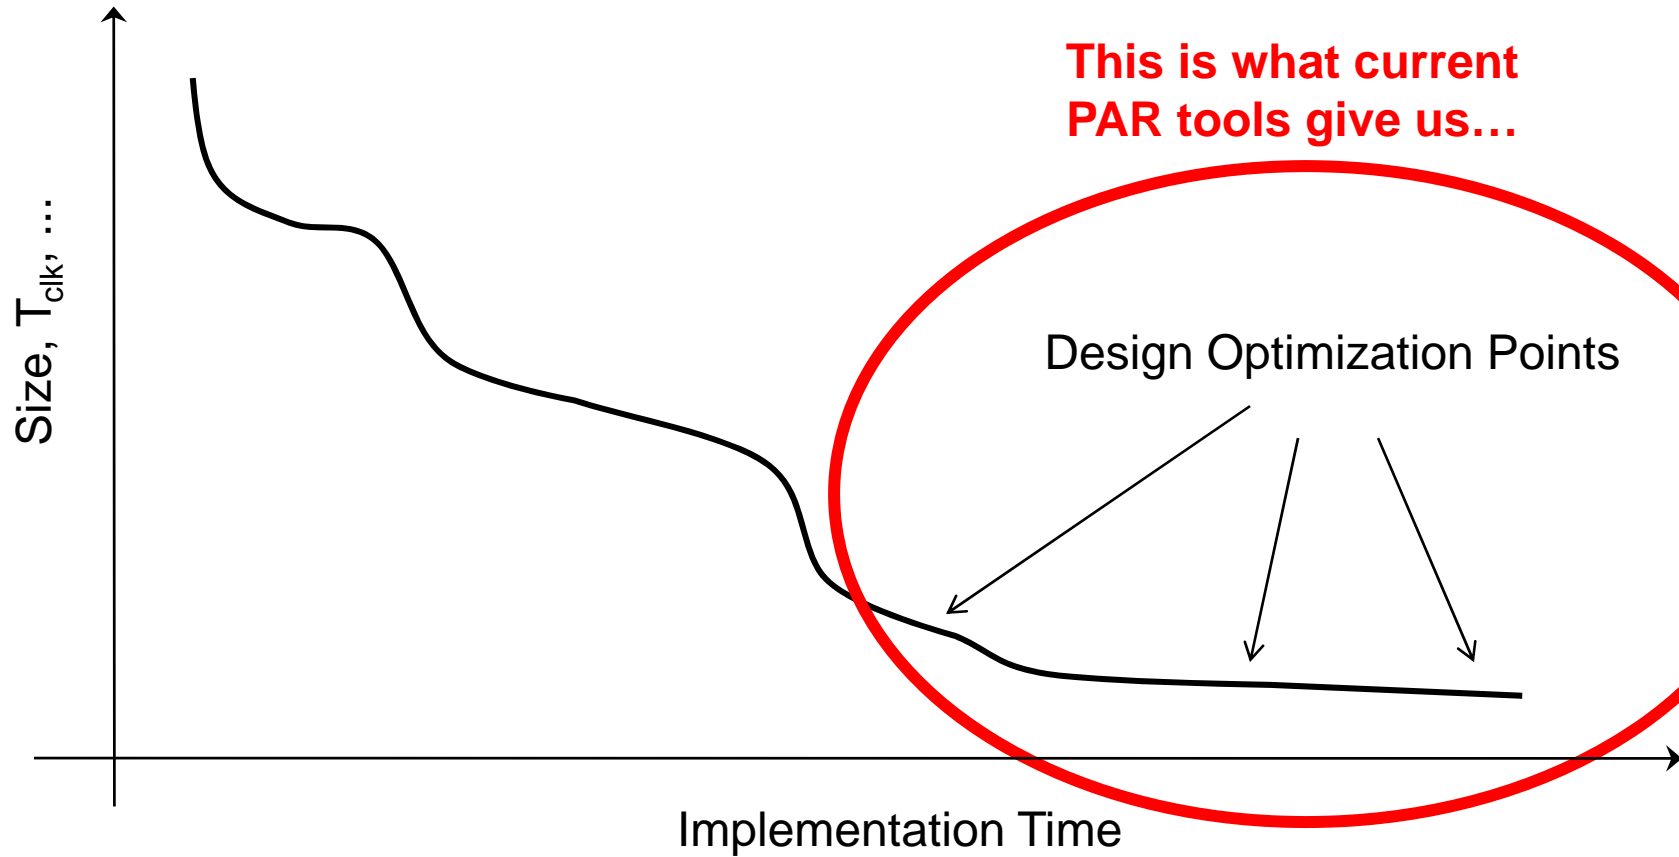 This is what current
PAR tools give us…
Size, Tclk, …
Design Optimization Points
Implementation Time